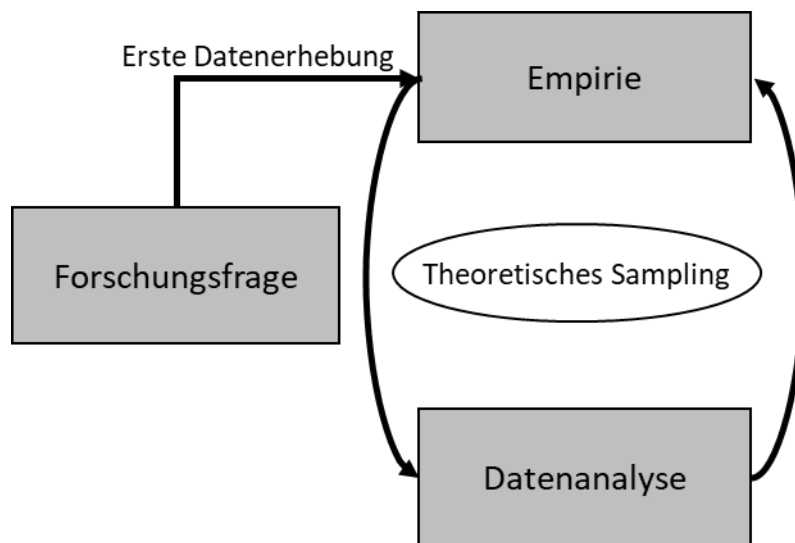 Erste Datenerhebung
Empirie
Forschungsfrage
Theoretisches Sampling
Datenanalyse